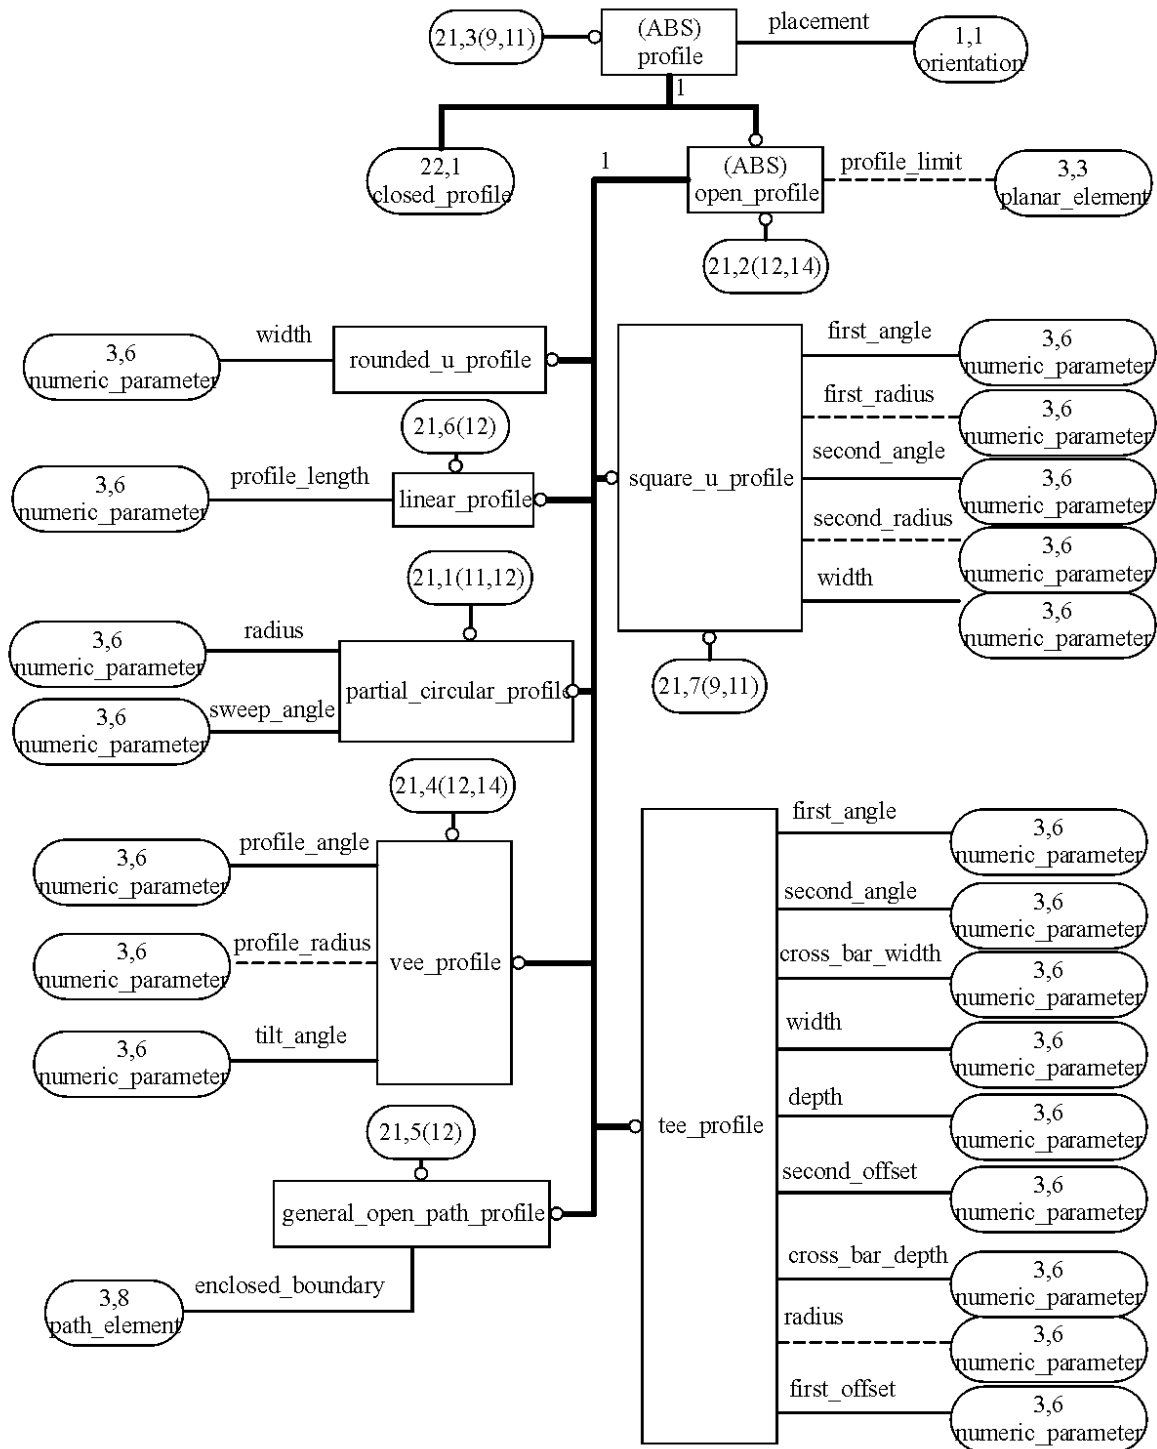 21,3(9,11)
(ABS)
profile
placement
1,1
orientation
1
22,1
closed_profile
1
(ABS)
open_profile
profile_limit
3,3
planar_element
21,2(12,14)
width
3,6
numeric_parameter
rounded_u_profile
21,6(12)
profile_length
3,6
numeric_parameter
linear_profile
21,1(11,12)
radius
3,6
numeric_parameter
sweep_angle
3,6
numeric_parameter
partial_circular_profile
21,4(12,14)
profile_angle
3,6
numeric_parameter
profile_radius
3,6
numeric_parameter
tilt_angle
3,6
numeric_parameter
vee_profile
21,5(12)
general_open_path_profile
enclosed_boundary
3,8
path_element
square_u_profile
first_angle
3,6
numeric_parameter
first_radius
3,6
numeric_parameter
second_angle
3,6
numeric_parameter
second_radius
3,6
numeric_parameter
width
3,6
numeric_parameter
21,7(9,11)
tee_profile
first_angle
3,6
numeric_parameter
second_angle
3,6
numeric_parameter
cross_bar_width
3,6
numeric_parameter
width
3,6
numeric_parameter
depth
3,6
numeric_parameter
second_offset
3,6
numeric_parameter
cross_bar_depth
3,6
numeric_parameter
radius
3,6
numeric_parameter
first_offset
3,6
numeric_parameter